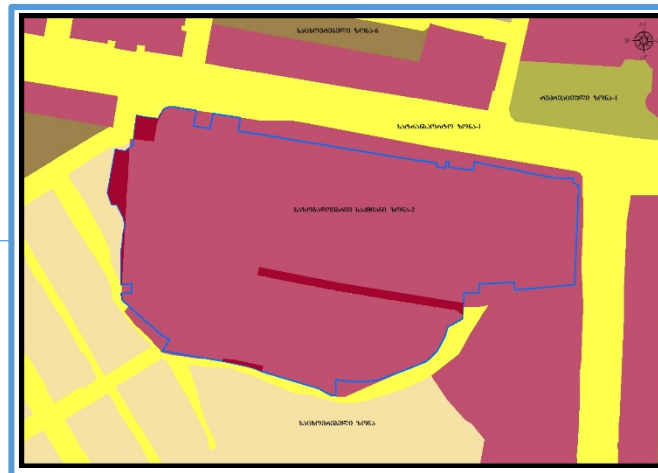 საცხოვრებელი ზონა-6
რეკრეაციული ზონა-1
სატრანსპორტო ზონა-1
საზოგადოებრივ საქმიანი ზონა-2
საცხოვრებელი ზონა